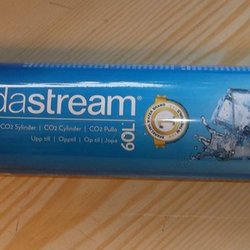 dastream®
CO2 Sylinder | CO2 Cylinder | CO2 Pullo
Upp till | Opptil | Op til | Jopa
60L